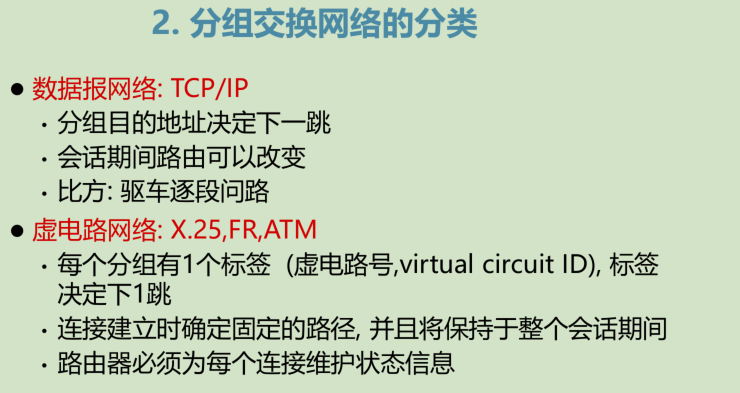 2. 分组交换网络的分类
● 数据报网络: TCP/IP
• 分组目的地址决定下一跳
• 会话期间路由可以改变
• 比方: 驱车逐段问路
● 虚电路网络: X.25,FR,ATM
• 每个分组有1个标签 (虚电路号,virtual circuit ID), 标签
决定下1跳
• 连接建立时确定固定的路径, 并且将保持于整个会话期间
• 路由器必须为每个连接维护状态信息